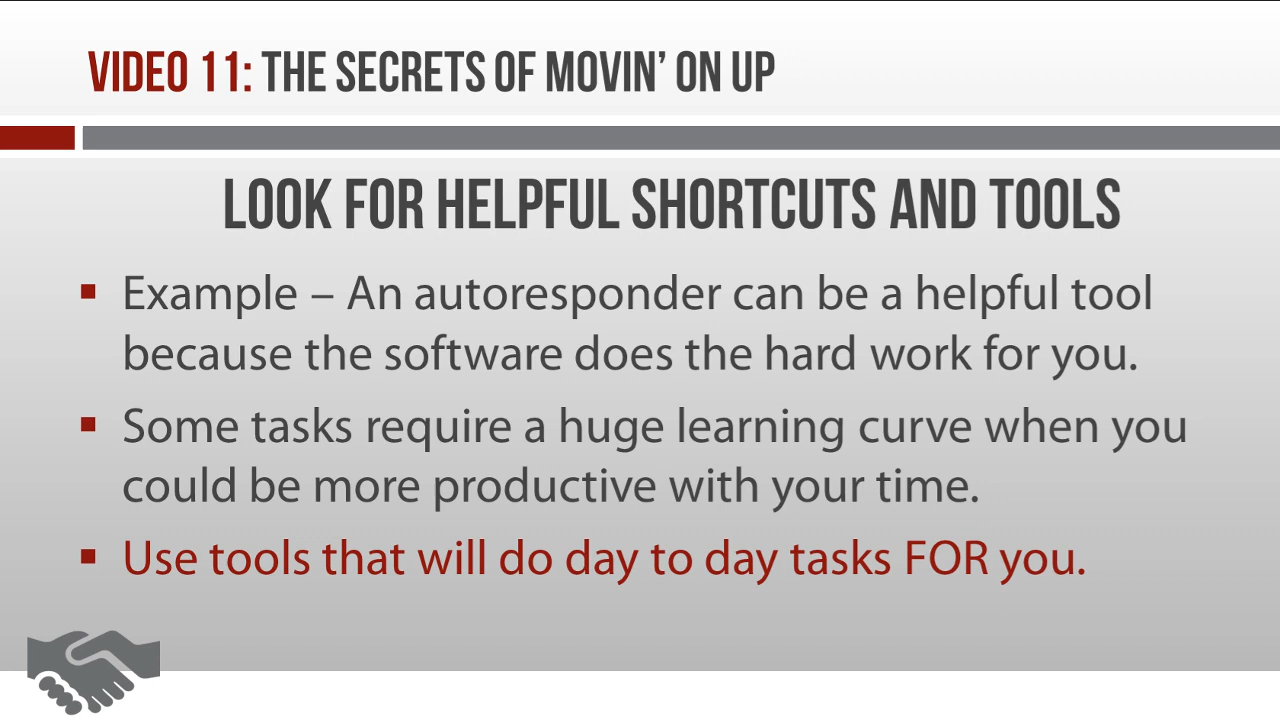 VIDEO 11: THE SECRETS OF MOVIN’ ON UP
LOOK FOR HELPFUL SHORTCUTS AND TOOLS
Example – An autoresponder can be a helpful tool
because the software does the hard work for you.
Some tasks require a huge learning curve when you
could be more productive with your time.
Use tools that will do day to day tasks FOR you.